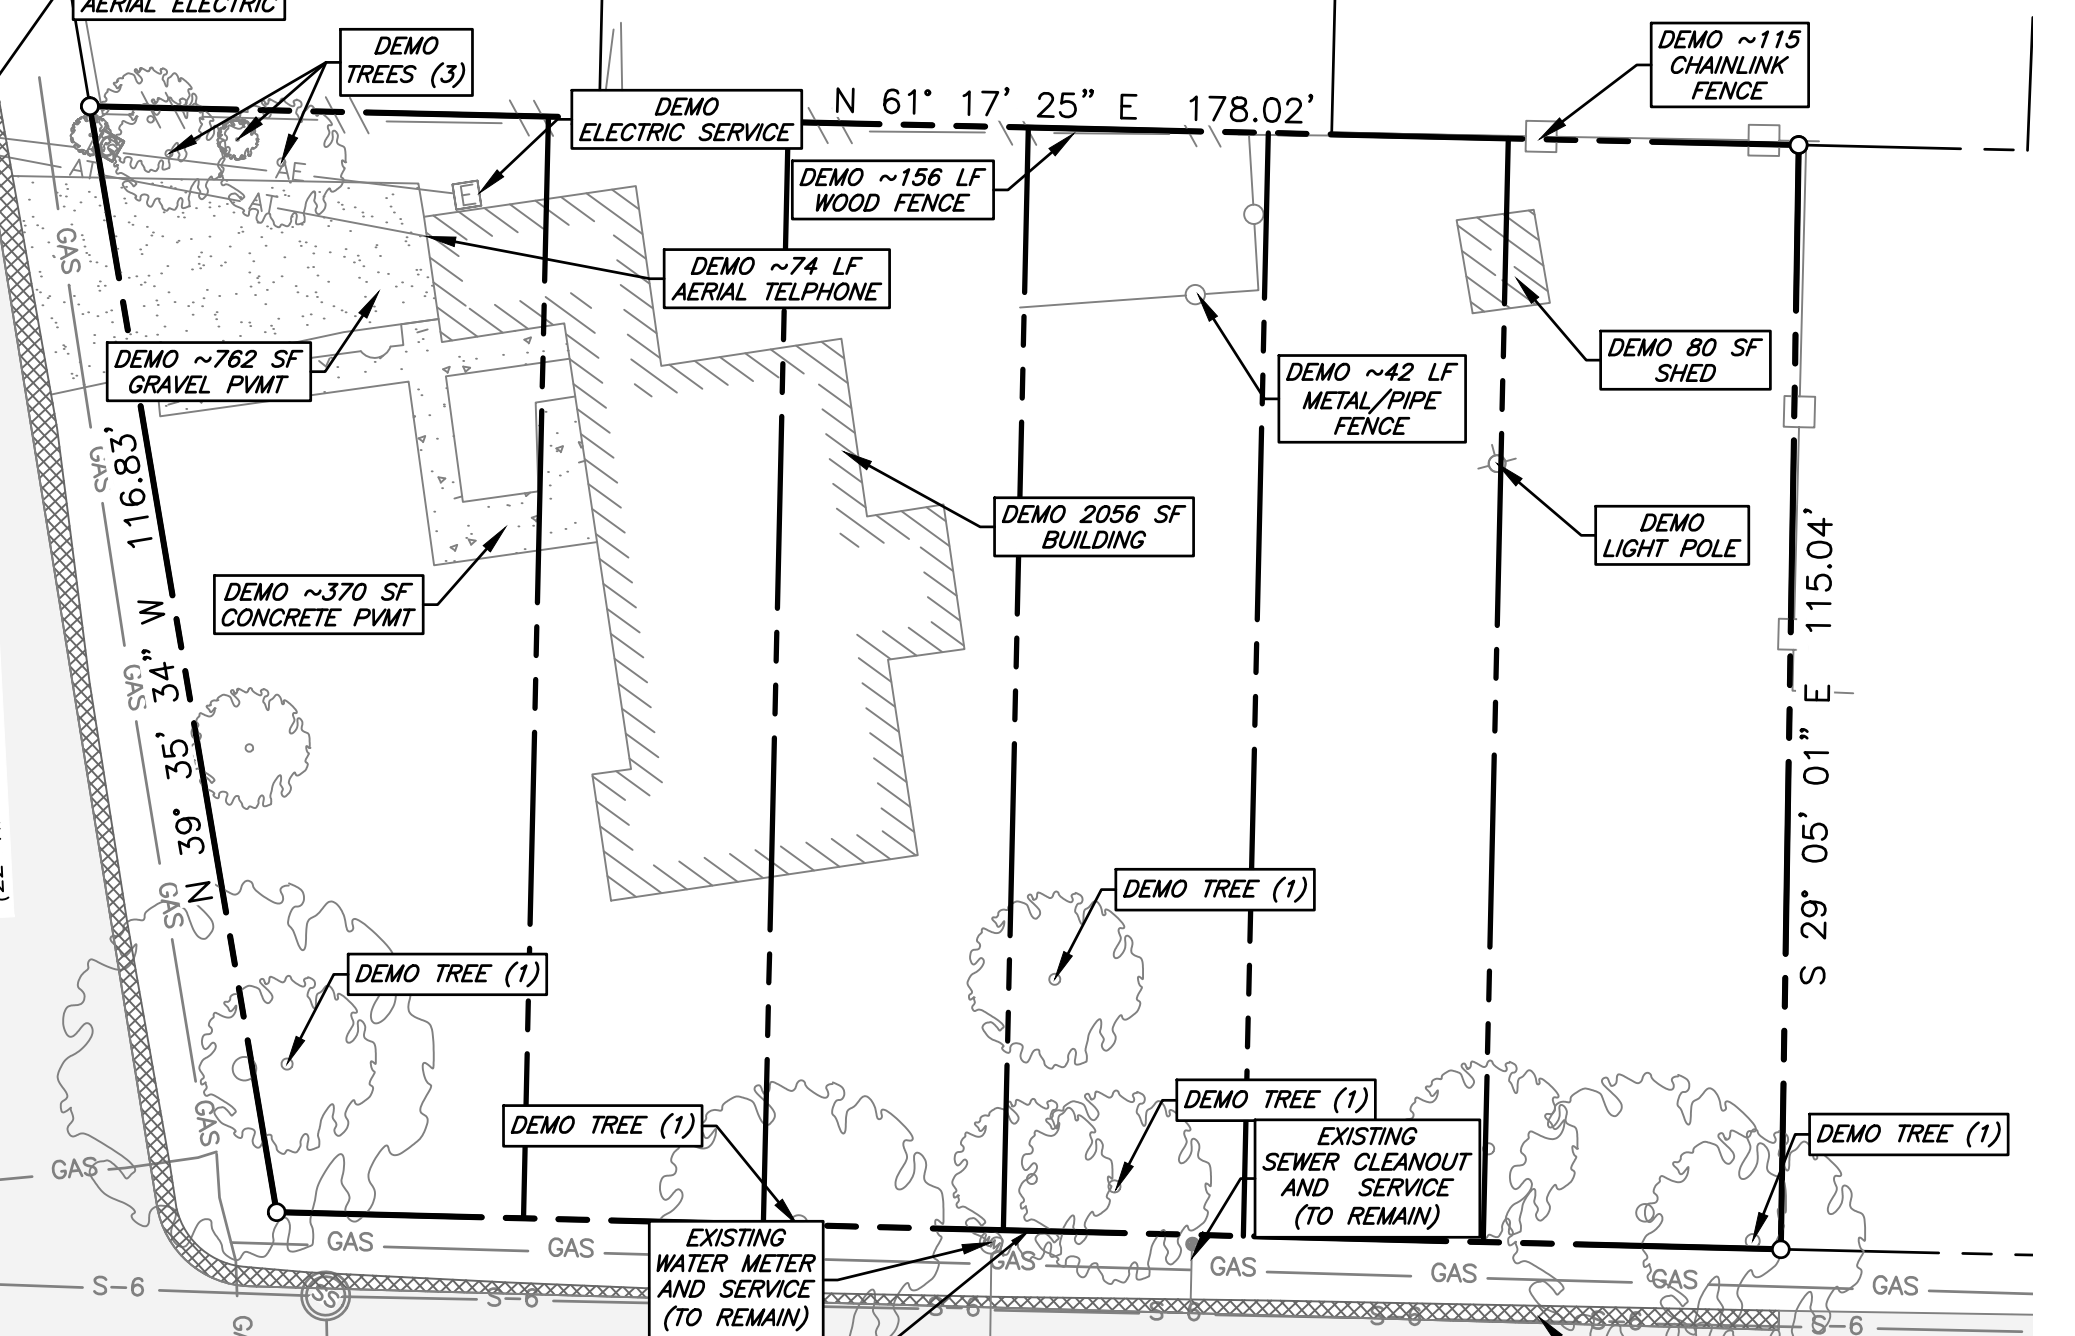 AERIAL ELECTRIC
DEMO
TREES (3)
DEMO
ELECTRIC SERVICE
N 61° 17' 25" E 178.02'
DEMO ~115
CHAINLINK
FENCE
DEMO ~156 LF
WOOD FENCE
AT
AE
AT
E
GAS
DEMO ~74 LF
AERIAL TELPHONE
DEMO ~762 SF
GRAVEL PVMT
DEMO ~42 LF
METAL/PIPE
FENCE
DEMO 80 SF
SHED
N 39° 35' 34" W 116.83'
GAS
DEMO 2056 SF
BUILDING
DEMO
LIGHT POLE
DEMO ~370 SF
CONCRETE PVMT
S 29° 05' 01" E 115.04'
GAS
GAS
DEMO TREE (1)
DEMO TREE (1)
GAS
DEMO TREE (1)
DEMO TREE (1)
DEMO TREE (1)
EXISTING
SEWER CLEANOUT
AND SERVICE
(TO REMAIN)
GAS
EXISTING
WATER METER
AND SERVICE
(TO REMAIN)
GAS
GAS
GAS
GAS
GAS
GAS
GAS
S-6
SS
S-6
S-6
S-6
S-6
S-6
S-6